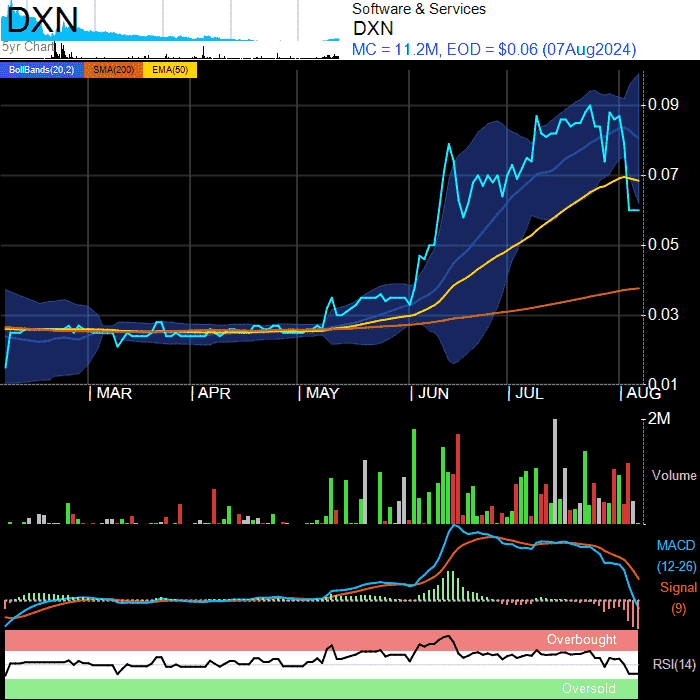 DXN
5yr Chart
Software & Services
DXN
MC = 11.2M, EOD = $0.06 (07Aug2024)
BollBands(20,2) SMA(200) EMA(50)
0.09
0.07
0.05
0.03
0.01
MAR APR MAY JUN JUL AUG
2M
Volume
MACD
(12-26)
Signal
(9)
Overbought
RSI(14)
Oversold